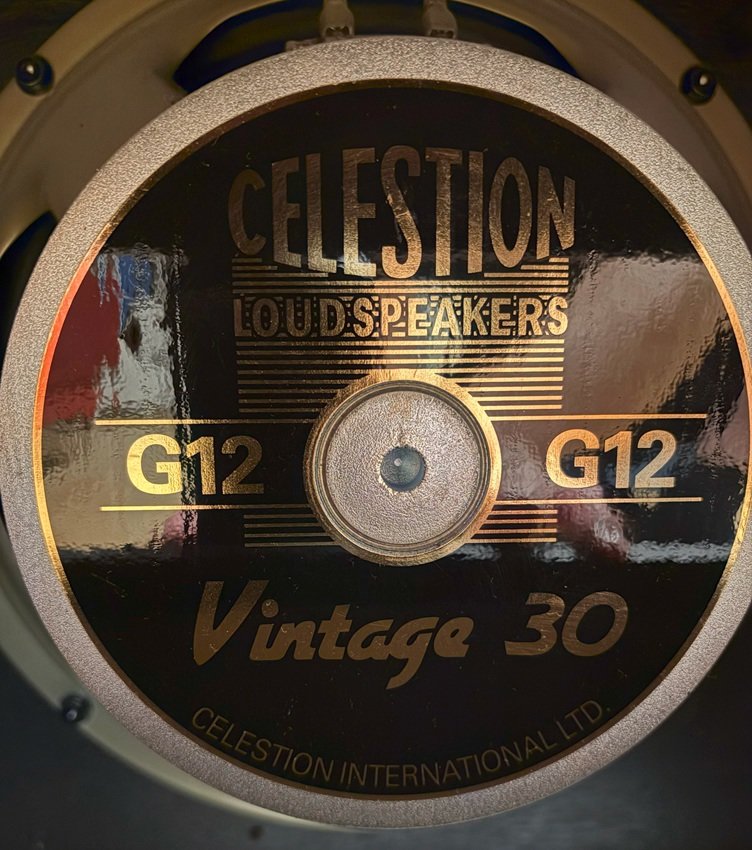 CELESTION
LOUDSPEAKERS
G12 G12
Vintage 30
CELESTION INTERNATIONAL LTD.